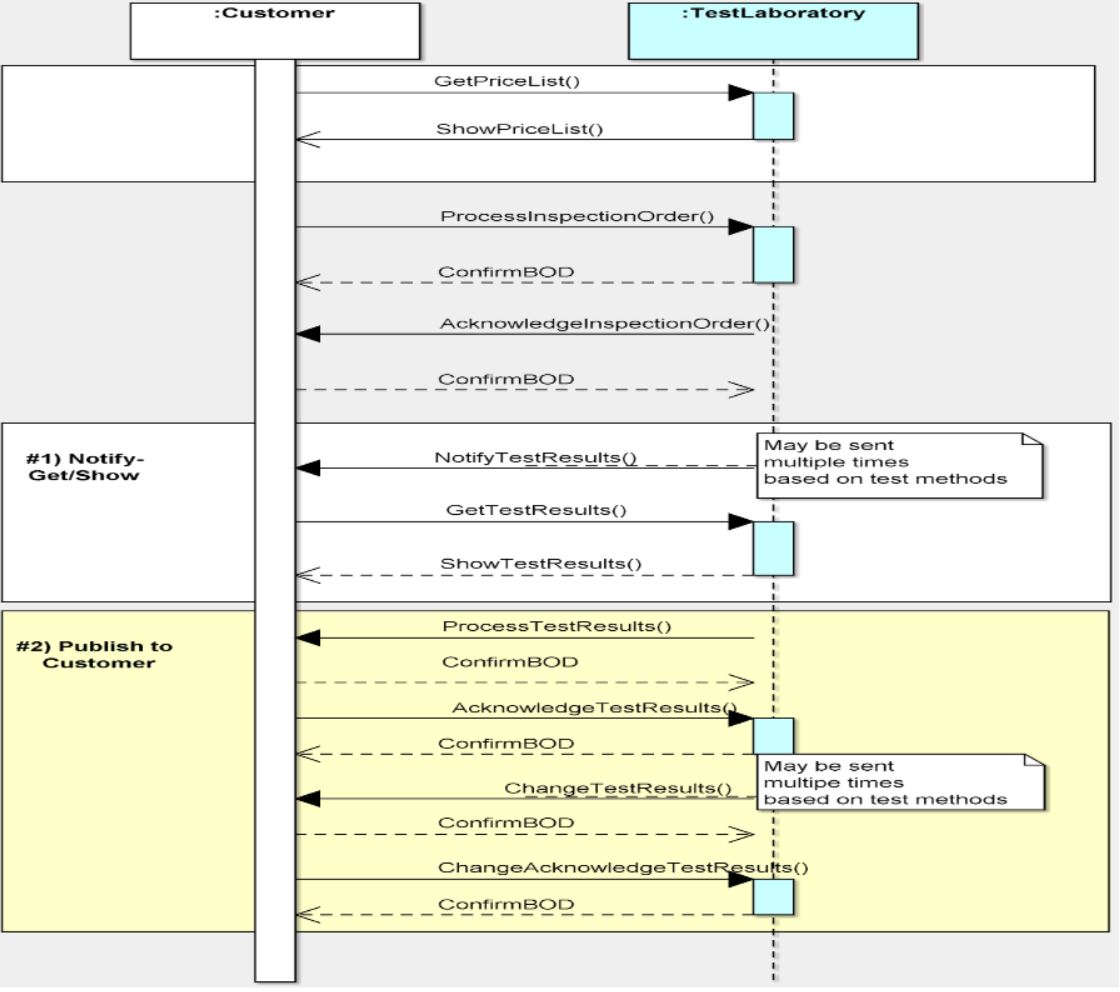 :Customer
:TestLaboratory
GetPriceList()
ShowPriceList()
ProcessInspectionOrder()
ConfirmBOD
AcknowledgeInspectionOrder()
ConfirmBOD
#1) Notify-
Get/Show
May be sent
multiple times
based on test methods
NotifyTestResults()
GetTestResults()
ShowTestResults()
#2) Publish to
Customer
ProcessTestResults()
ConfirmBOD
AcknowledgeTestResults()
ConfirmBOD
May be sent
multipe times
based on test methods
ChangeTestResults()
ConfirmBOD
ChangeAcknowledgeTestResults()
ConfirmBOD